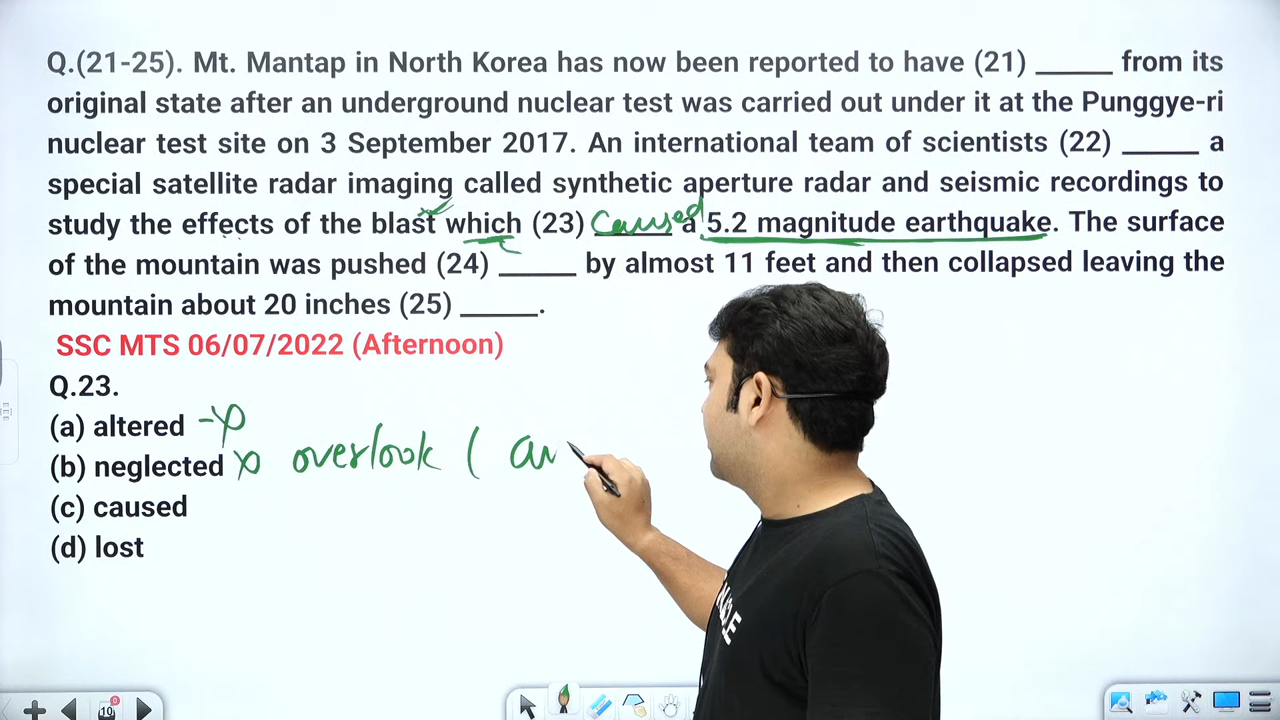 Q.(21-25). Mt. Mantap in North Korea has now been reported to have (21) _____ from its
original state after an underground nuclear test was carried out under it at the Punggye-ri
nuclear test site on 3 September 2017. An international team of scientists (22) _____ a
special satellite radar imaging called synthetic aperture radar and seismic recordings to
study the effects of the blast which (23) Caused a 5.2 magnitude earthquake. The surface
of the mountain was pushed (24) _____ by almost 11 feet and then collapsed leaving the
mountain about 20 inches (25) _____.
SSC MTS 06/07/2022 (Afternoon)
Q.23.
(a) altered
(b) neglected overlook (
(c) caused
(d) lost
10